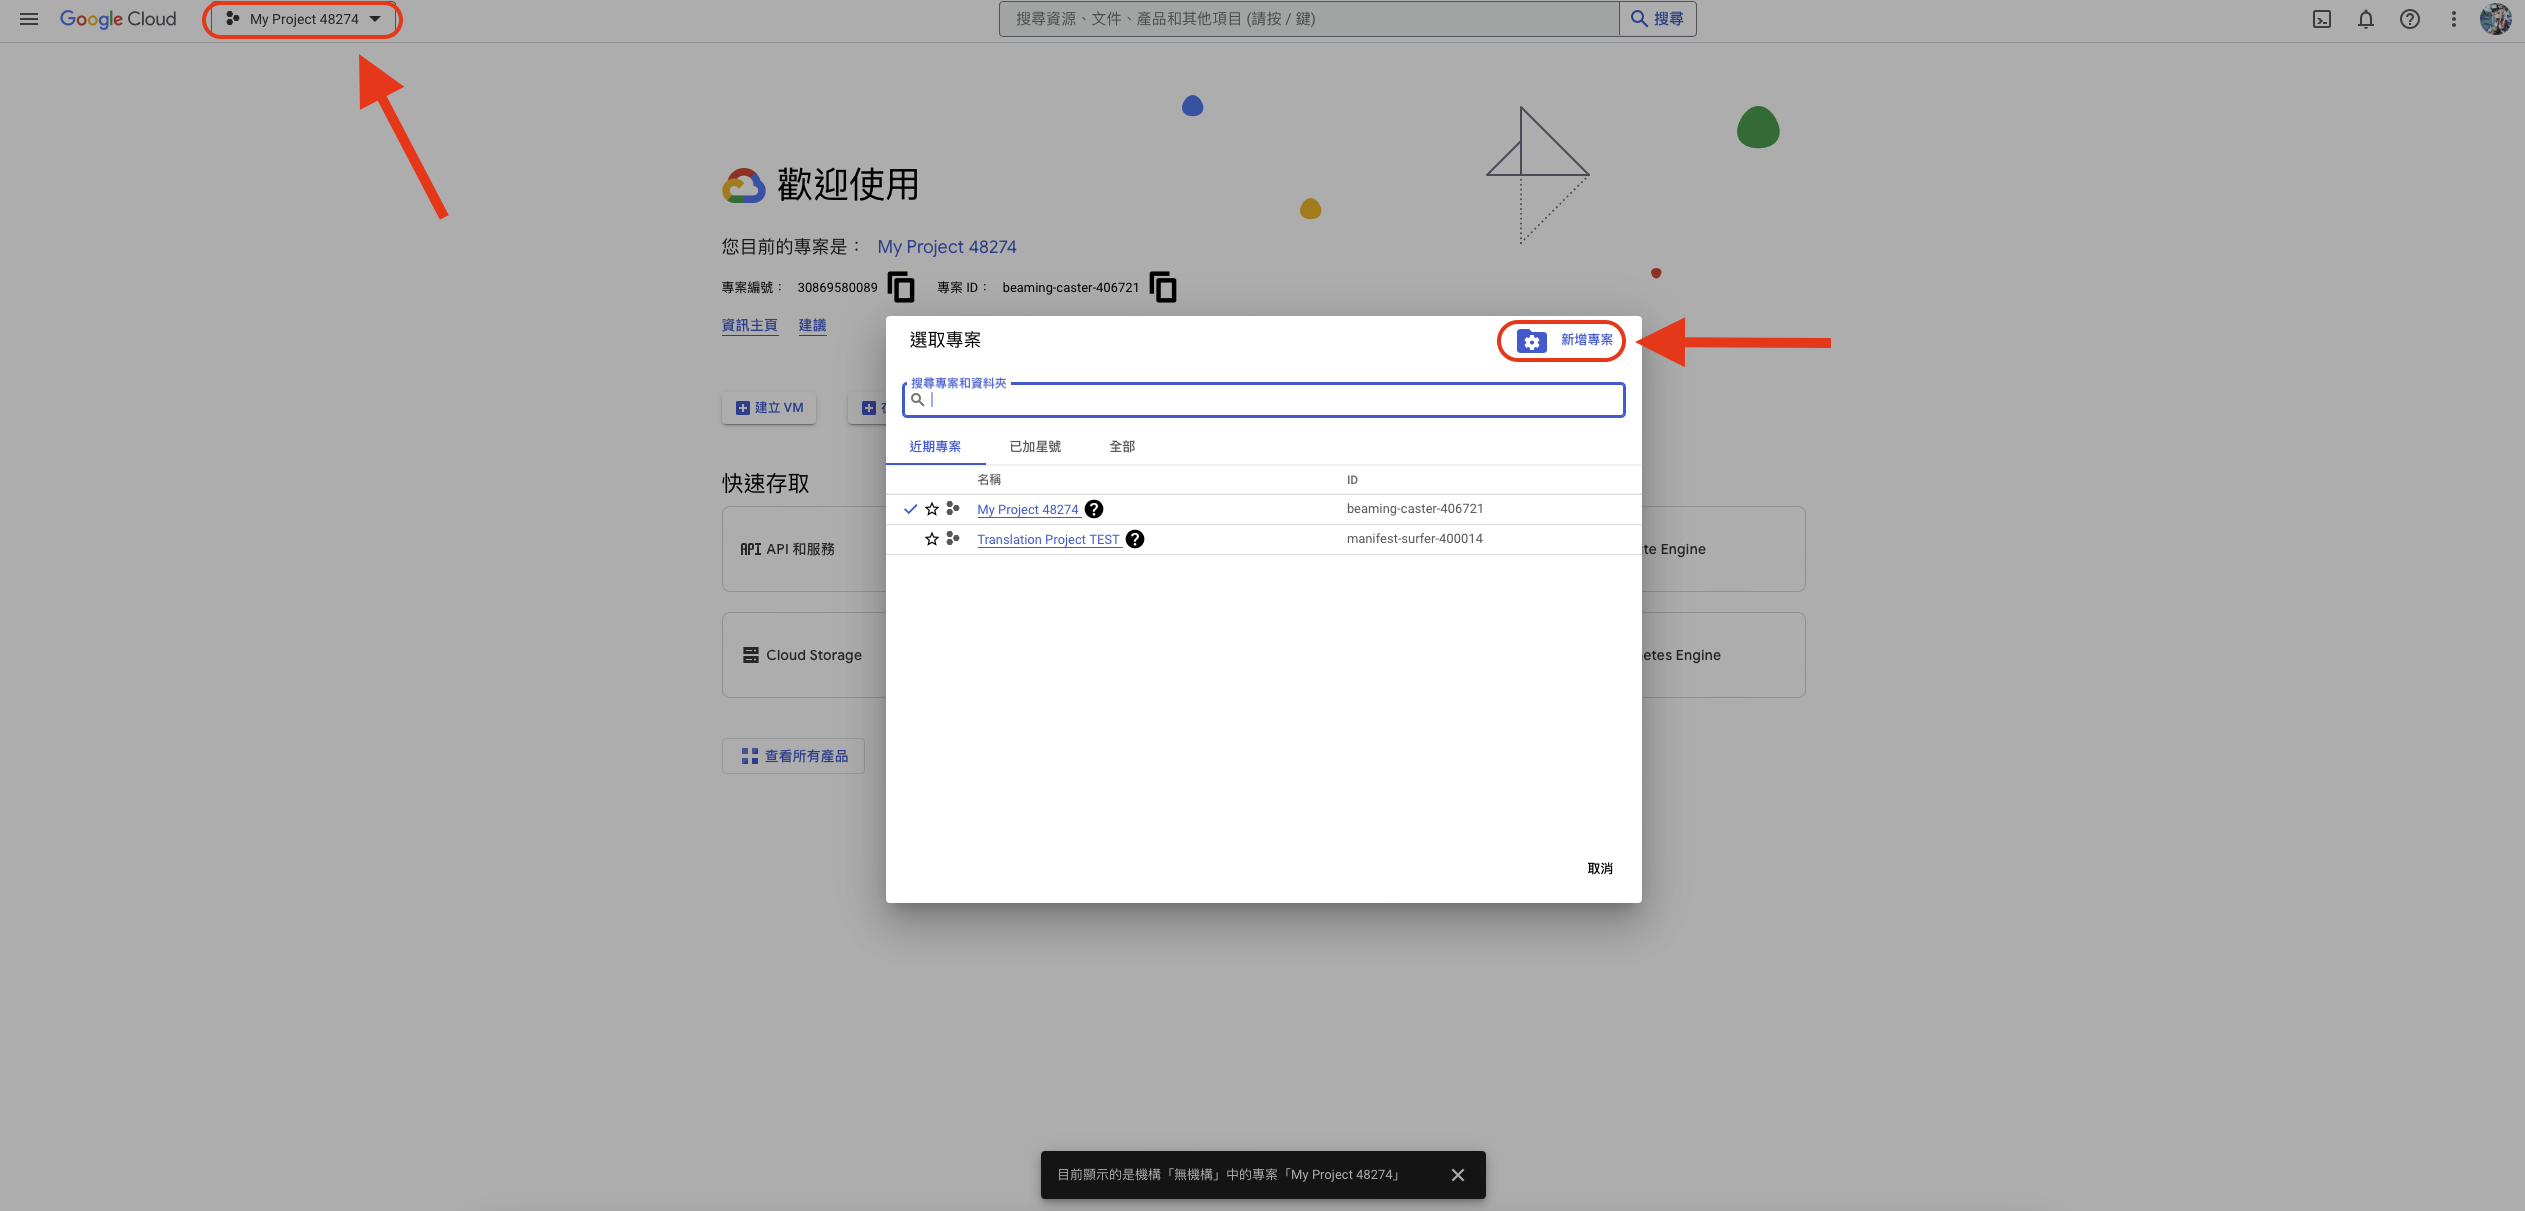 Google Cloud
My Project 48274
搜尋資源、文件、產品和其他項目 (請按 / 鍵)
搜尋
歡迎使用
您目前的專案是： My Project 48274
專案編號： 30869580089 專案 ID： beaming-caster-406721
資訊主頁 建議
選取專案
新增專案
搜尋專案和資料夾
建立 VM
近期專案 已加星號 全部
名稱 ID
快速存取
My Project 48274 beaming-caster-406721
Translation Project TEST manifest-surfer-400014
API API 和服務
te Engine
Cloud Storage
etes Engine
查看所有產品
取消
目前顯示的是機構「無機構」中的專案「My Project 48274」